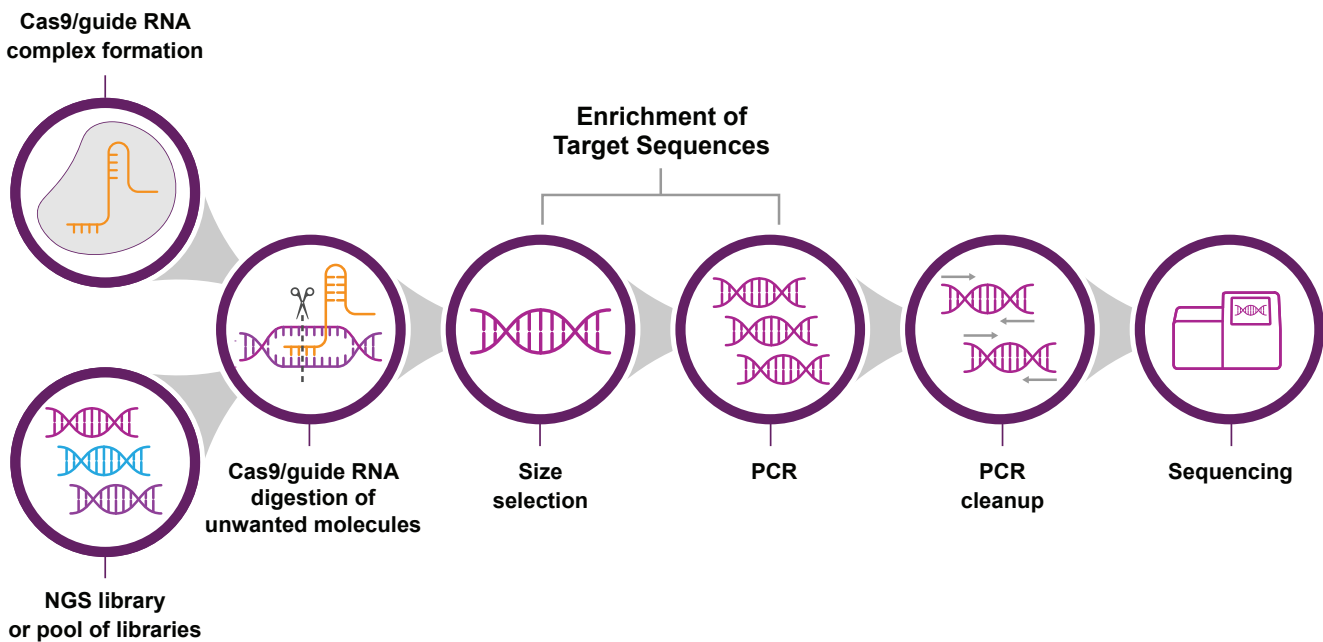 Cas9/guide RNA
complex formation
Enrichment of
Target Sequences
Cas9/guide RNA
digestion of
unwanted molecules
Size
selection
PCR
PCR
cleanup
Sequencing
NGS library
or pool of libraries